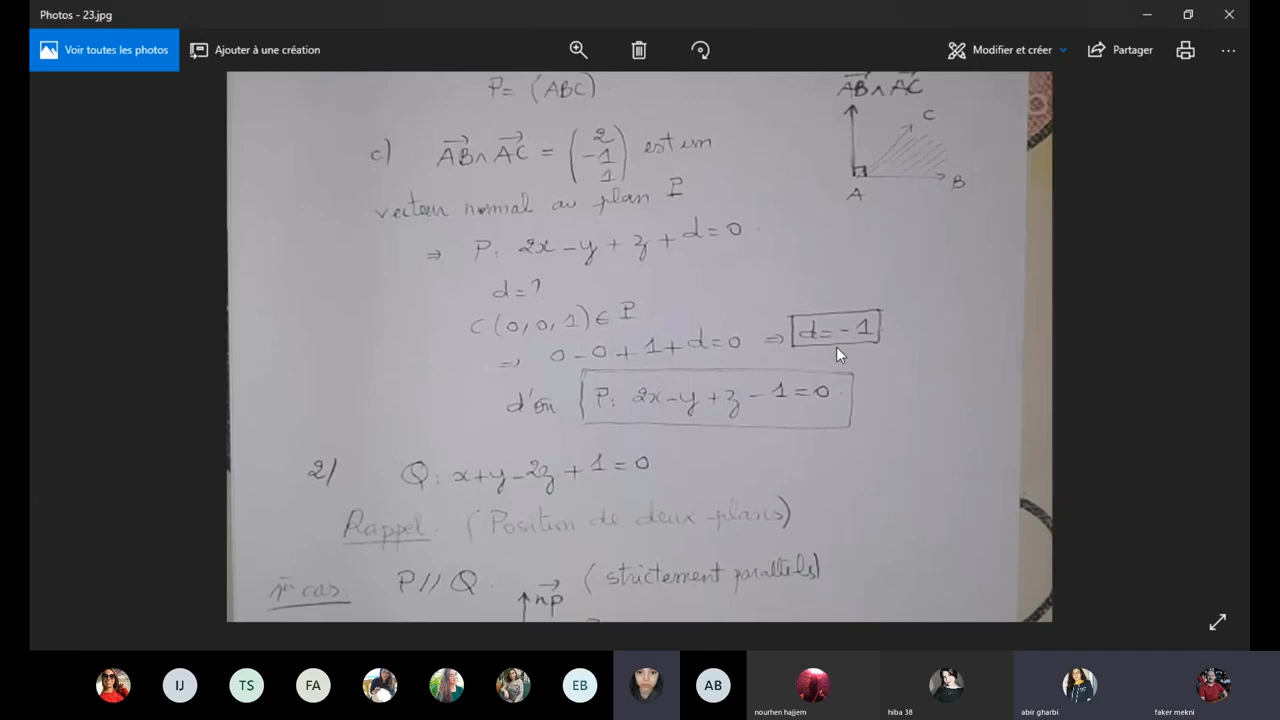 Photos - 23.jpg
Voir toutes les photos
Ajouter à une création
Modifier et créer
Partager
P = (ABC)
c) AB∧AC = (2 -1 1) est un
vecteur normal au plan P
⇒ P: 2x - y + z + d = 0
d = ?
C(0,0,1) ∈ P
⇒ 0 - 0 + 1 + d = 0 ⇒ d = -1
d'où P: 2x - y + z - 1 = 0
AB∧AC
C
A
B
2/ Q: x + y - 2z + 1 = 0
Rappel. (Position de deux plans)
cas P // Q. (strictement parallèls)
nP
IJ
TS
FA
EB
AB
nourhen hajjem
hiba 38
abir gharbi
faker mekni